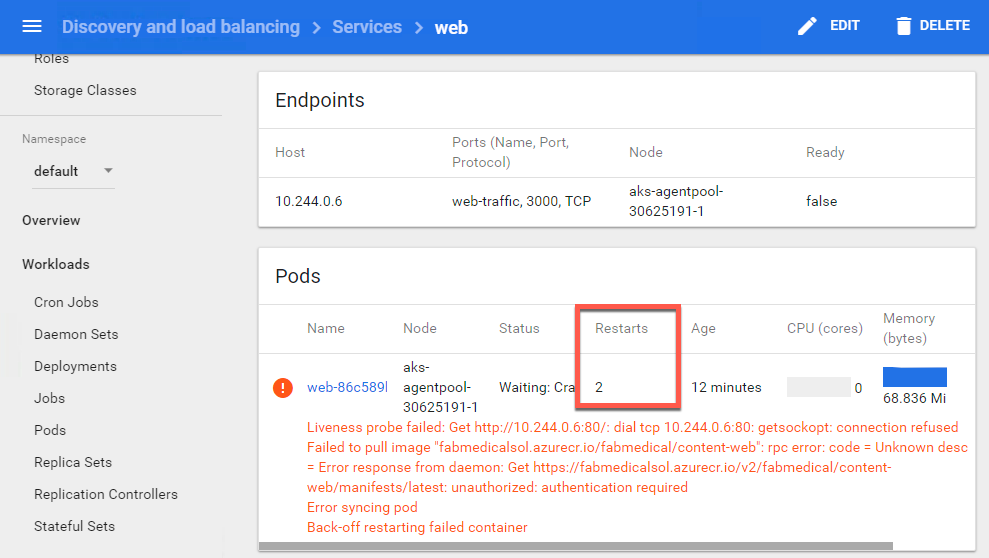 Discovery and load balancing > Services > web EDIT DELETE
Roles
Storage Classes
Namespace
default
Overview
Workloads
Cron Jobs
Daemon Sets
Deployments
Jobs
Pods
Replica Sets
Replication Controllers
Stateful Sets
Endpoints
Host Ports (Name, Port, Protocol) Node Ready
10.244.0.6 web-traffic, 3000, TCP aks-agentpool-30625191-1 false
Pods
Name Node Status Restarts Age CPU (cores) Memory (bytes)
web-86c589l aks-agentpool-30625191-1 Waiting: Cra 2 12 minutes 0 68.836 Mi
Liveness probe failed: Get http://10.244.0.6:80/: dial tcp 10.244.0.6:80: getsockopt: connection refused
Failed to pull image "fabmedicalsol.azurecr.io/fabmedical/content-web": rpc error: code = Unknown desc
= Error response from daemon: Get https://fabmedicalsol.azurecr.io/v2/fabmedical/content-
web/manifests/latest: unauthorized: authentication required
Error syncing pod
Back-off restarting failed container